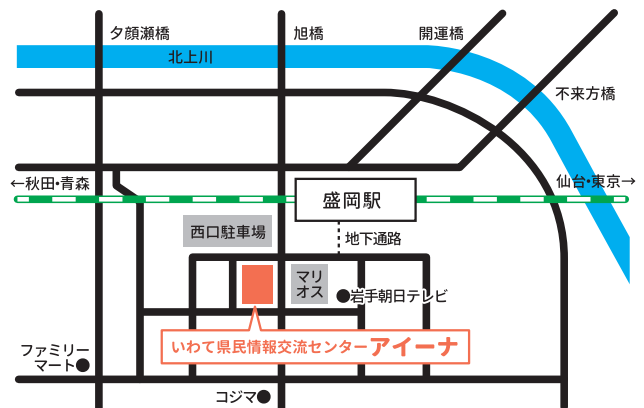 夕顔瀬橋
旭橋
開運橋
北上川
不来方橋
←秋田・青森
仙台・東京→
盛岡駅
西口駐車場
地下通路
マリ
オス
岩手朝日テレビ
いわて県民情報交流センターアイーナ
ファミリー
マート
コジマ